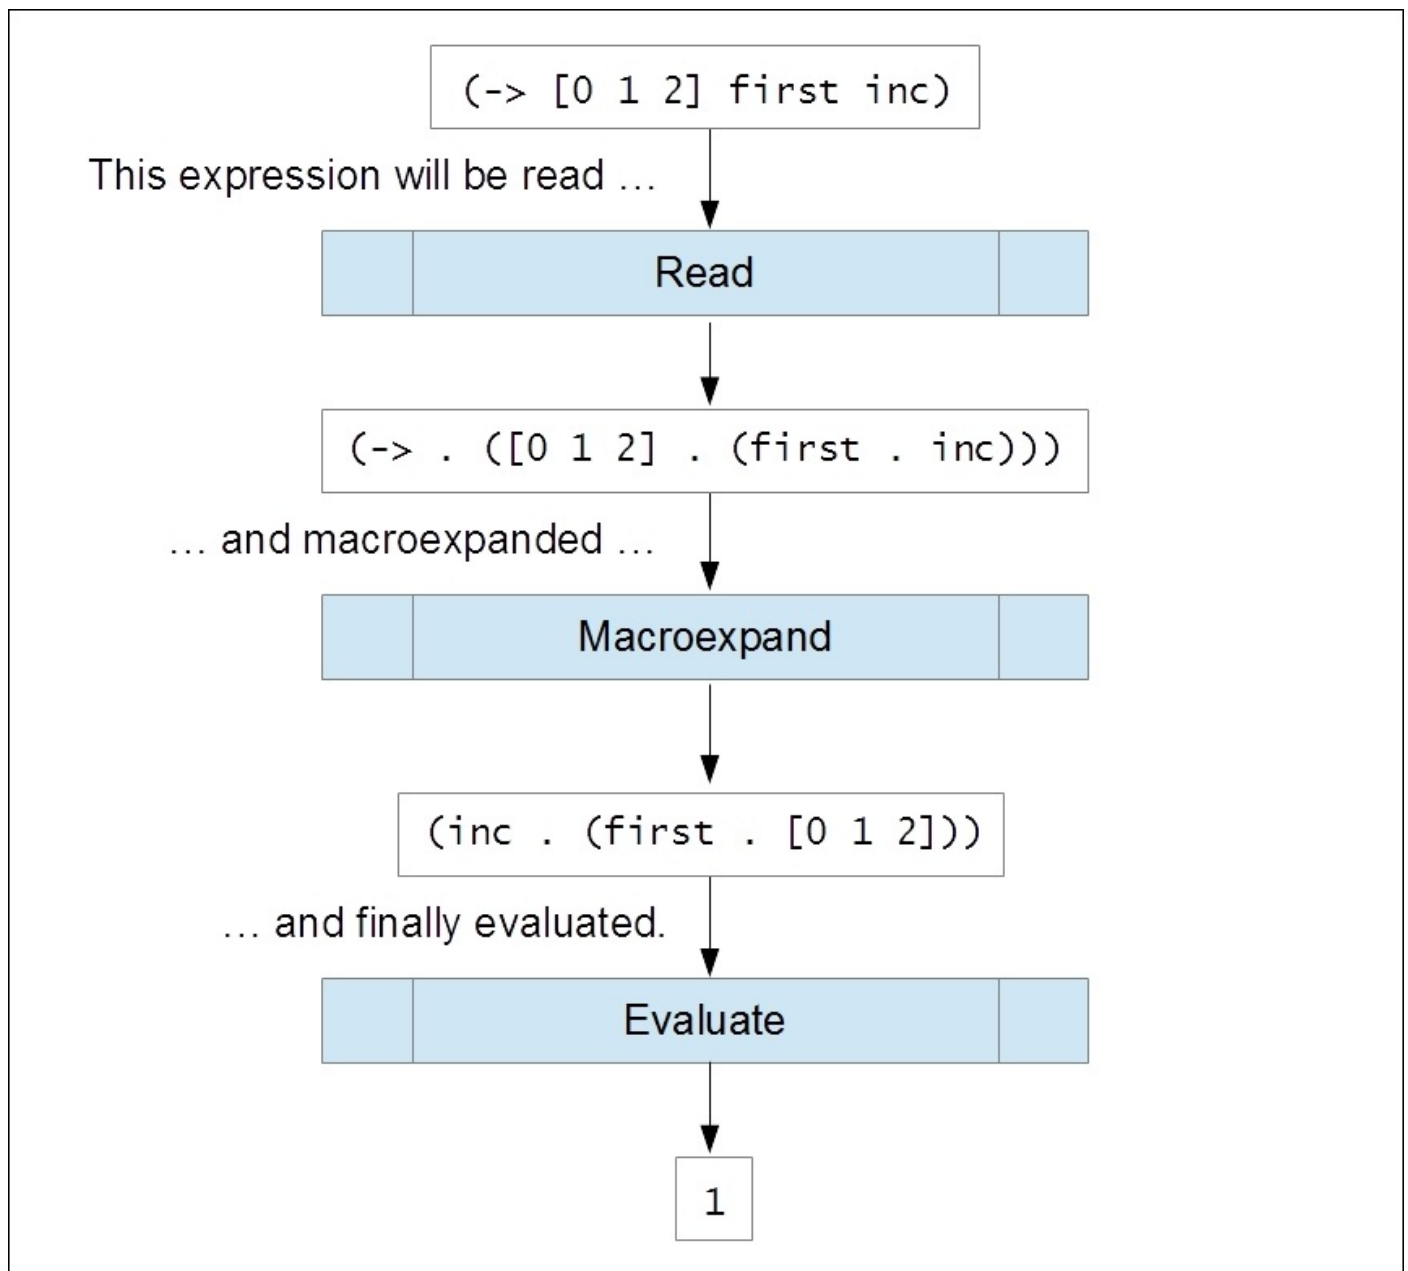 (-> [0 1 2] first inc)
This expression will be read …
Read
(-> . ([0 1 2] . (first . inc)))
… and macroexpanded …
Macroexpand
(inc . (first . [0 1 2]))
… and finally evaluated.
Evaluate
1